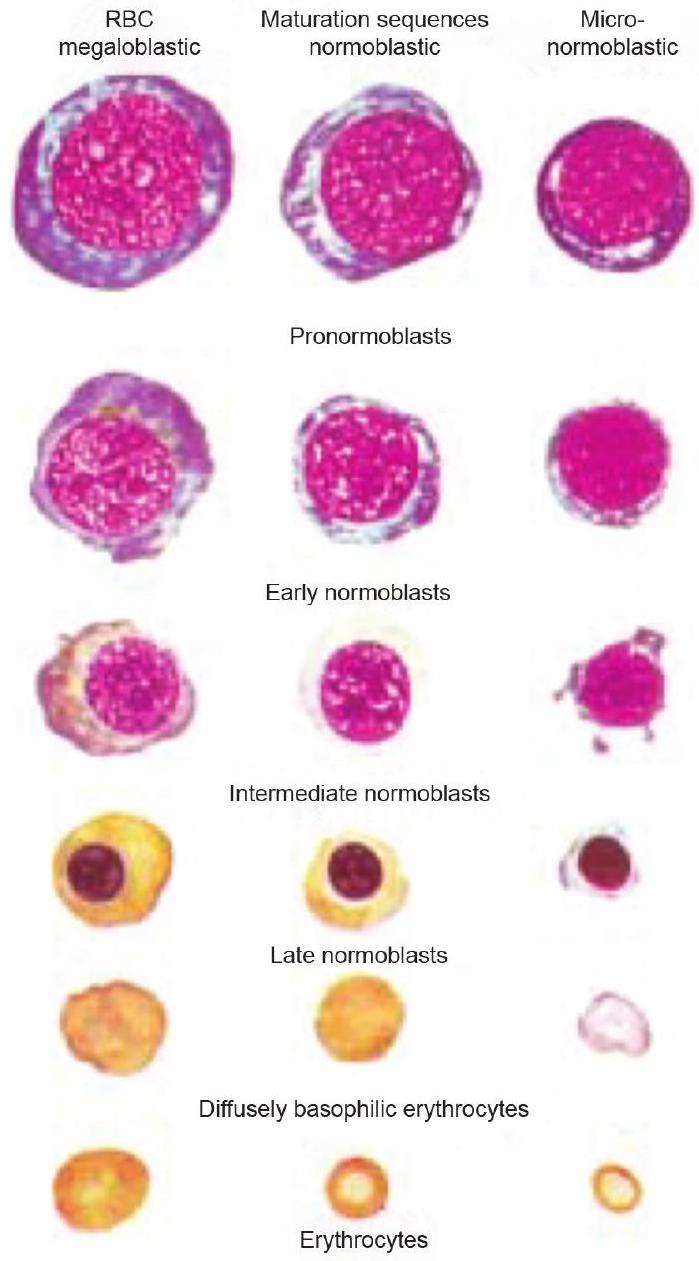 RBC
megaloblastic
Maturation sequences
normoblastic
Micro-
normoblastic
Pronormoblasts
Early normoblasts
Intermediate normoblasts
Late normoblasts
Diffusely basophilic erythrocytes
Erythrocytes